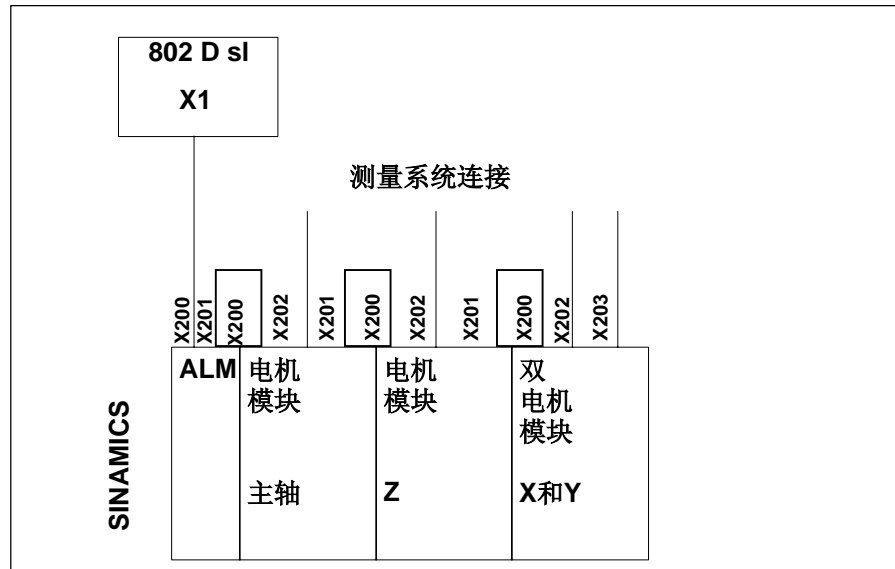 802 D sl
X1
测量系统连接
X200
X201
X200
X202
X201
X200
X202
X201
X200
X202
X203
SINAMICS
ALM
电机
模块
主轴
电机
模块
Z
双
电机
模块
X和Y